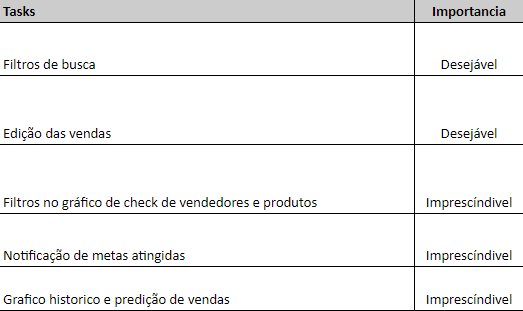 Tasks Importancia
Filtros de busca Desejável
Edição das vendas Desejável
Filtros no gráfico de check de vendedores e produtos Imprescíndivel
Notificação de metas atingidas Imprescíndivel
Grafico historico e predição de vendas Imprescíndivel